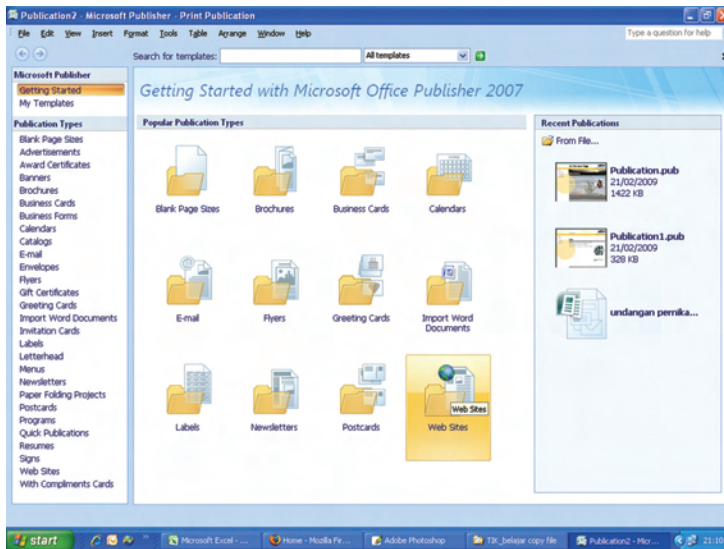 Publication2 - Microsoft Publisher - Print Publication
File Edit View Insert Format Tools Table Arrange Window Help
Type a question for help
Search for templates:
All templates
Microsoft Publisher
Getting Started
My Templates
Publication Types
Blank Page Sizes
Advertisements
Award Certificates
Banners
Brochures
Business Cards
Business Forms
Calendars
Catalogs
E-mail
Envelopes
Flyers
Gift Certificates
Greeting Cards
Import Word Documents
Invitation Cards
Labels
Letterhead
Menus
Newsletters
Paper Folding Projects
Postcards
Programs
Quick Publications
Resumes
Signs
Web Sites
With Compliments Cards
Getting Started with Microsoft Office Publisher 2007
Popular Publication Types
Blank Page Sizes
Brochures
Business Cards
Calendars
E-mail
Flyers
Greeting Cards
Import Word
Documents
Labels
Newsletters
Postcards
Web Sites
Web Sites
Recent Publications
From File...
Publication.pub
21/02/2009
1422 KB
Publication1.pub
21/02/2009
328 KB
undangan pernika...
start
Microsoft Excel - ...
Home - Mozilla Fir...
Adobe Photoshop
TIK_belajar copy file
Publication2 - Micr...
21:10